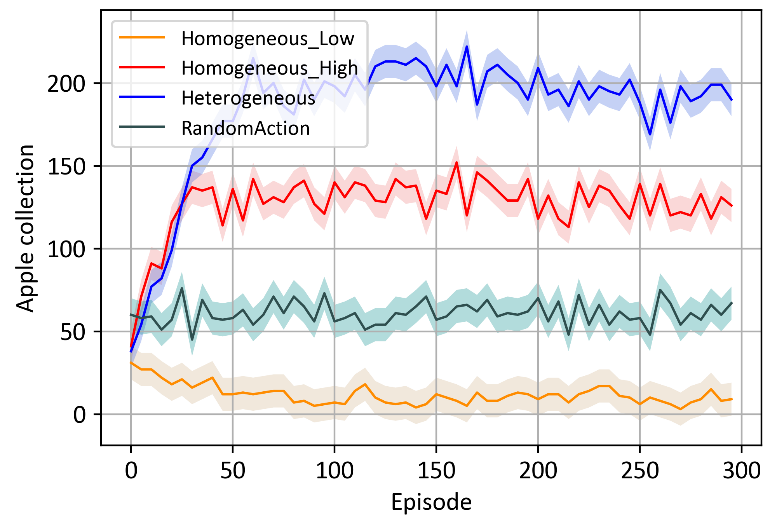 Homogeneous_Low
Homogeneous_High
Heterogeneous
RandomAction
Apple collection
200
150
100
50
0
0 50 100 150 200 250 300
Episode